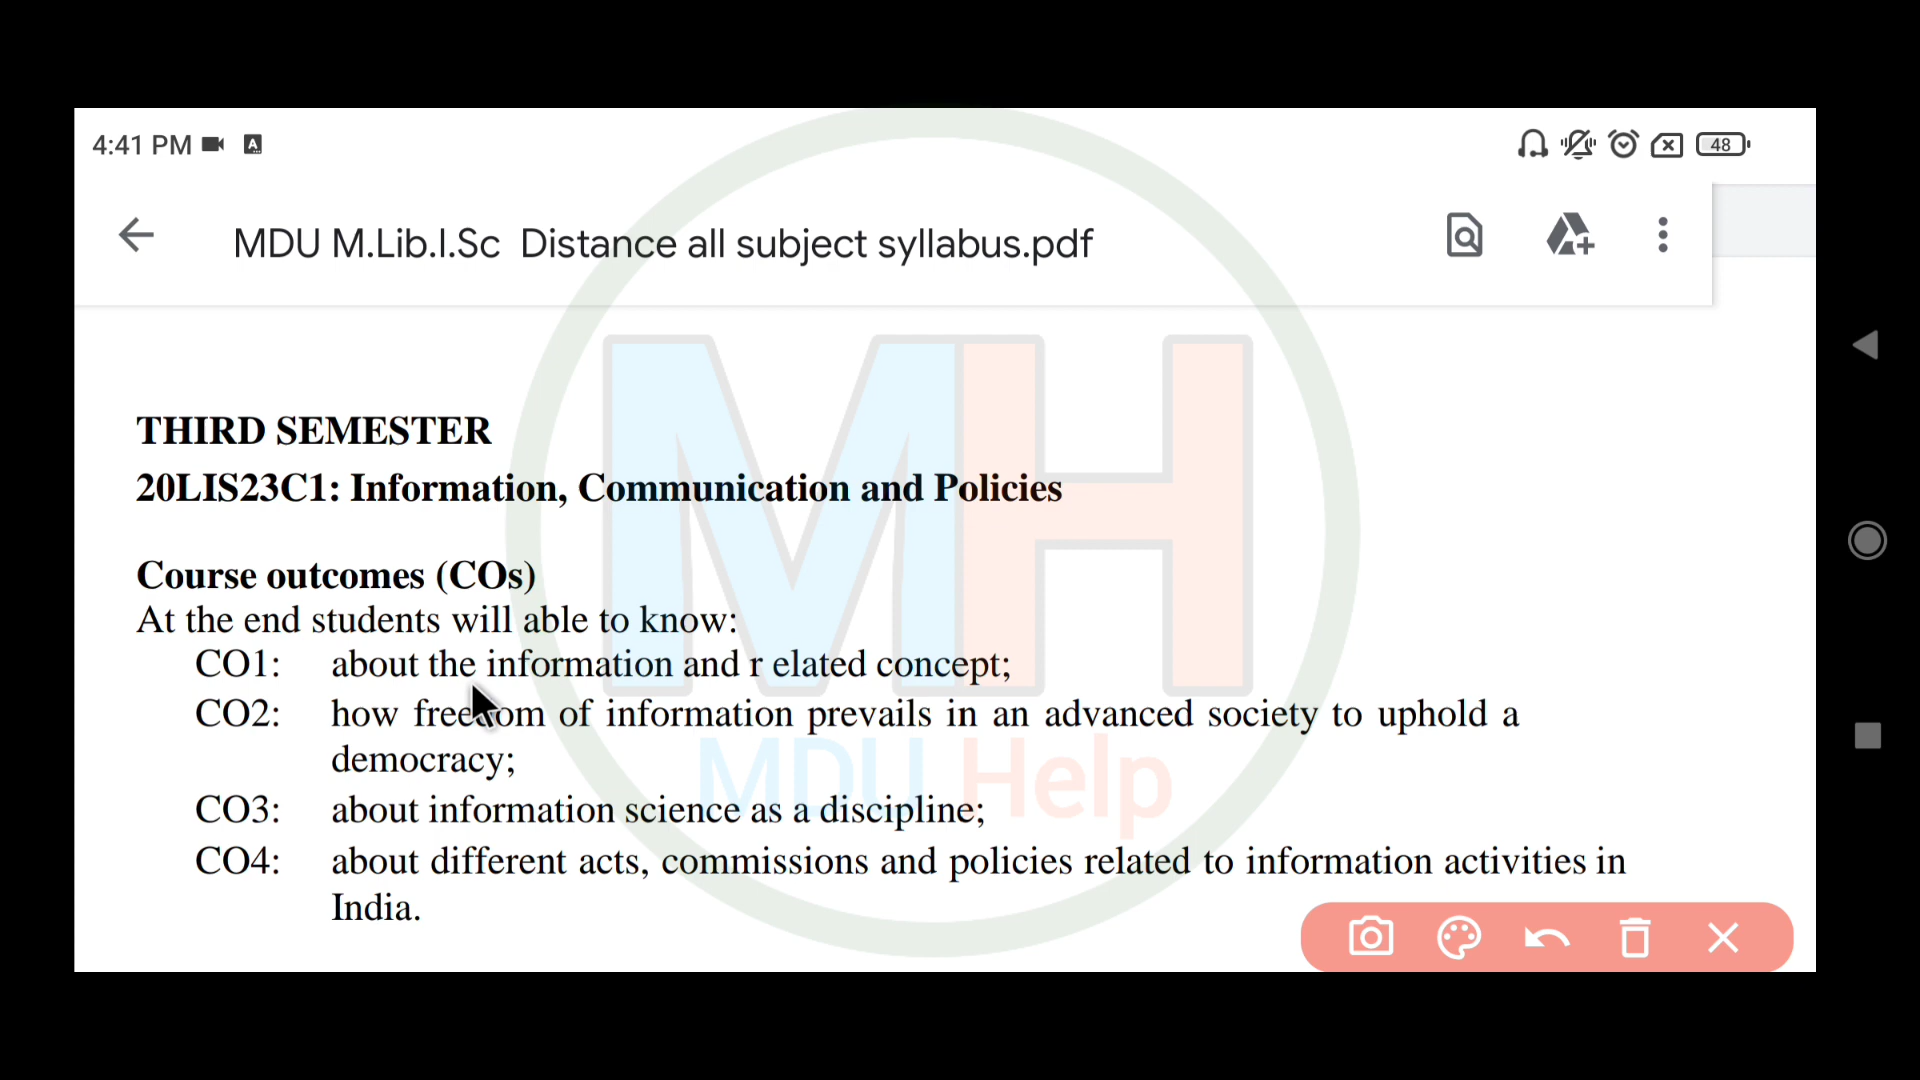 4:41 PM
48
MDU M.Lib.I.Sc Distance all subject syllabus.pdf
MH
THIRD SEMESTER
20LIS23C1: Information, Communication and Policies
Course outcomes (COs)
At the end students will able to know:
CO1: about the information and r elated concept;
CO2: how freedom of information prevails in an advanced society to uphold a
democracy;
MDU Help
CO3: about information science as a discipline;
CO4: about different acts, commissions and policies related to information activities in
India.